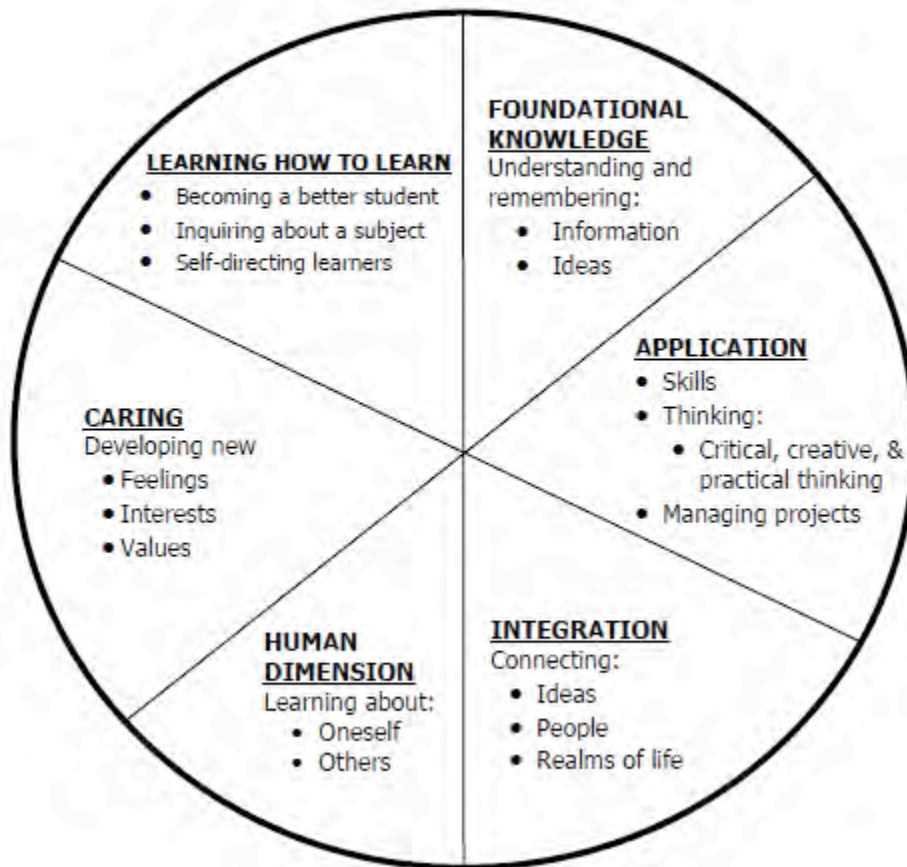 FOUNDATIONAL
KNOWLEDGE
Understanding and
remembering:
• Information
• Ideas
APPLICATION
• Skills
• Thinking:
• Critical, creative, &
practical thinking
• Managing projects
INTEGRATION
Connecting:
• Ideas
• People
• Realms of life
HUMAN
DIMENSION
Learning about:
• Oneself
• Others
CARING
Developing new
• Feelings
• Interests
• Values
LEARNING HOW TO LEARN
• Becoming a better student
• Inquiring about a subject
• Self-directing learners